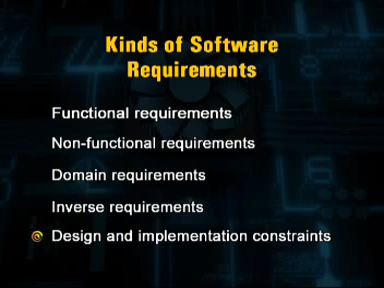 Kinds of Software
Requirements
Functional requirements
Non-functional requirements
Domain requirements
Inverse requirements
Design and implementation constraints